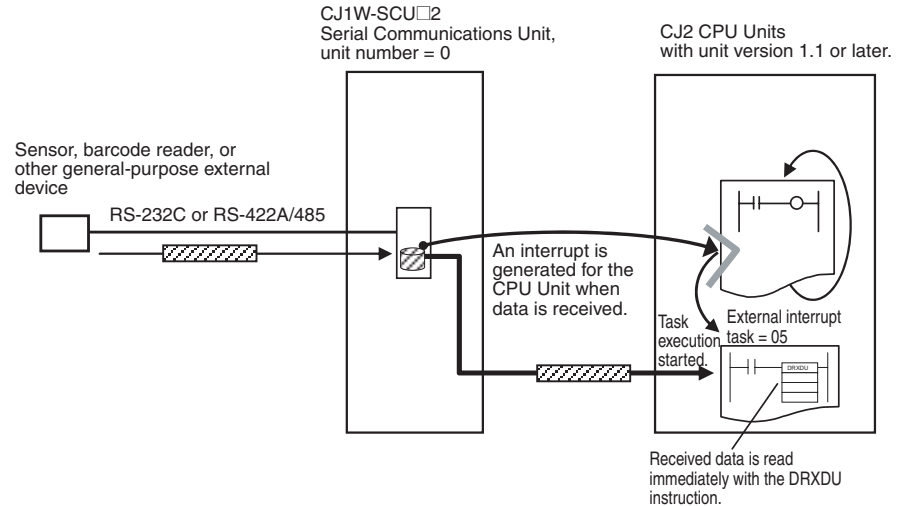 CJ1W-SCU□2
Serial Communications Unit,
unit number = 0
CJ2 CPU Units
with unit version 1.1 or later.
Sensor, barcode reader, or
other general-purpose external
device
RS-232C or RS-422A/485
An interrupt is
generated for the
CPU Unit when
data is received.
Task
execution
started.
External interrupt
task = 05
DRXDU
Received data is read
immediately with the DRXDU
instruction.